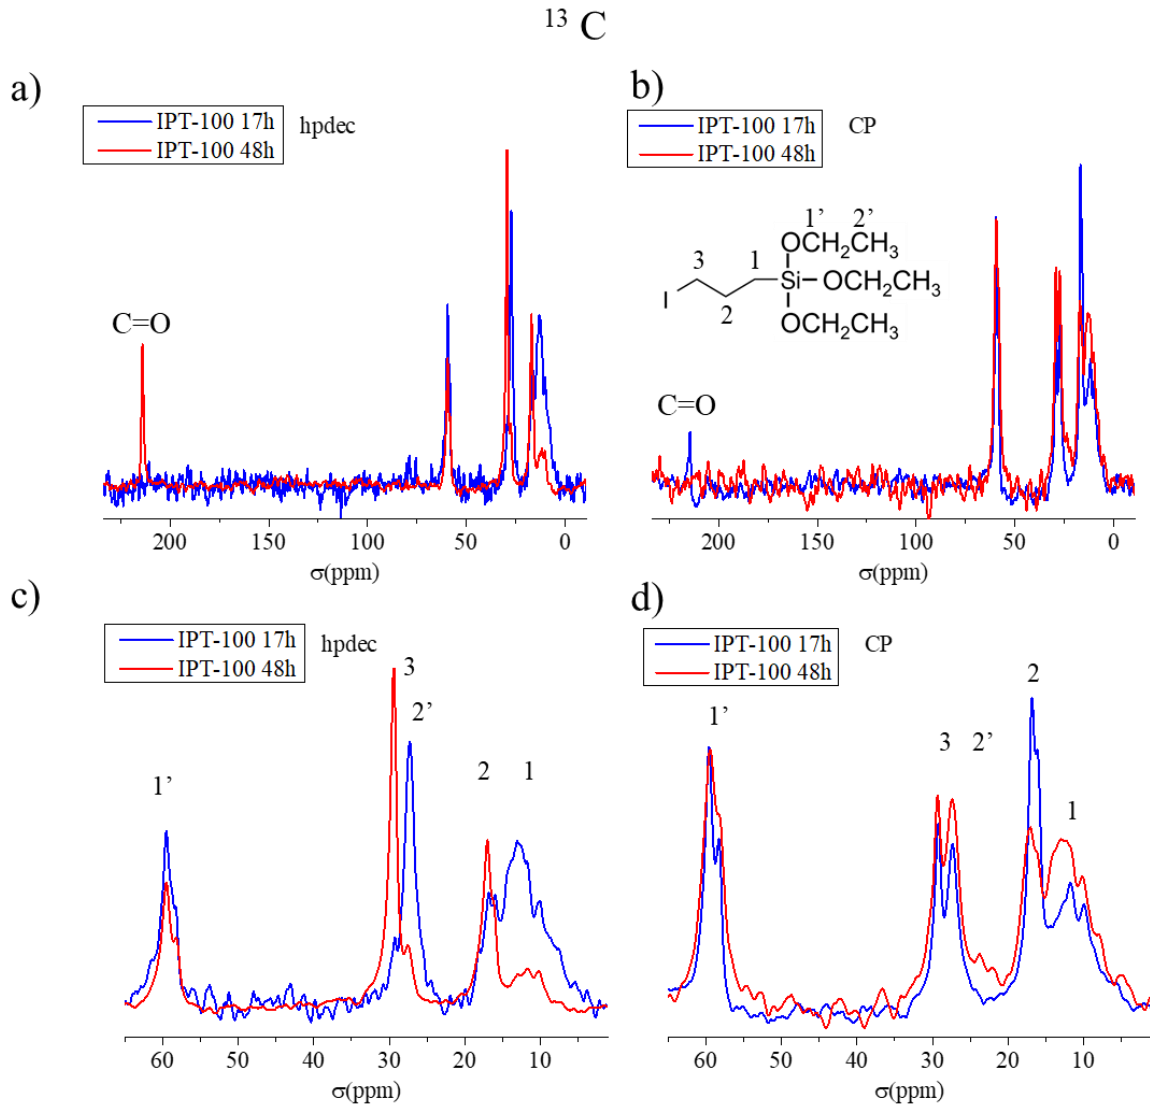 13 C
a)
IPT-100 17h
IPT-100 48h
hpdec
C=O
200 150 100 50 0
σ(ppm)
b)
IPT-100 17h
IPT-100 48h
CP
1’ 2’
OCH2CH3
3 1
I Si OCH2CH3
2
OCH2CH3
C=O
200 150 100 50 0
σ(ppm)
c)
IPT-100 17h
IPT-100 48h
hpdec
3
2’
1’ 2 1
60 50 40 30 20 10
σ(ppm)
d)
IPT-100 17h
IPT-100 48h
CP
2
1’
3 2’
1
60 50 40 30 20 10
σ(ppm)